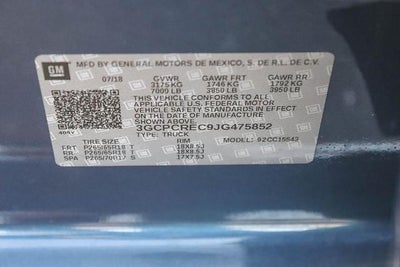 GM MFD BY GENERAL MOTORS DE MEXICO, S. DE R.L. DE C.V.
07/18 GVWR GAWR FRT GAWR RR
3175 KG 1746 KG 1792 KG
7000 LB 3850 LB 3950 LB
THIS VEHICLE CONFORMS TO ALL
APPLICABLE U.S. FEDERAL MOTOR
VEHICLE SAFETY STANDARDS IN EFFECT
ON THE DATE OF MANUFACTURE SHOWN ABOVE.
3GCPCREC9JG475852
TYPE: TRUCK MODEL: 92CC15543
TIRE SIZE RIM
FRT P265/65R18 T 18X8.5J
RR P265/65R18 T 18X8.5J
SPA P265/70R17 S 17X7.5J